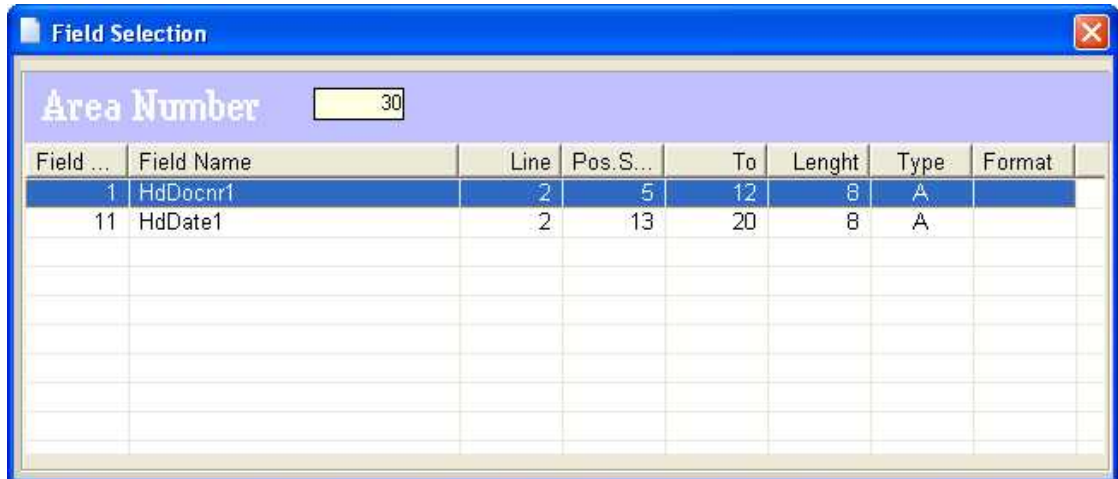 Field Selection
Area Number 30
Field ... Field Name Line Pos.S... To Lenght Type Format
1 HdDocnr1 2 5 12 8 A
11 HdDate1 2 13 20 8 A